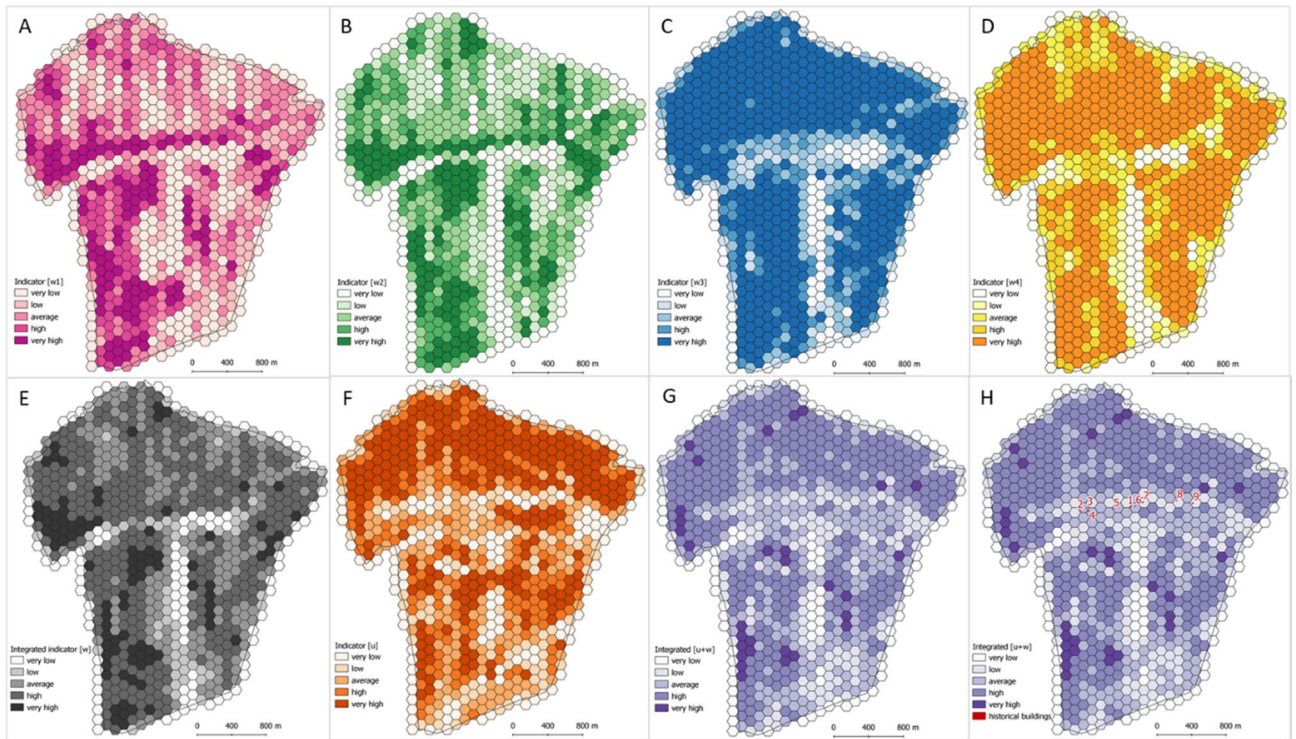 A
Indicator [w1]
very low
low
average
high
very high
0 400 800 m
B
Indicator [w2]
very low
low
average
high
very high
0 400 800 m
C
Indicator [w3]
very low
low
average
high
very high
0 400 800 m
D
Indicator [w4]
very low
low
average
high
very high
0 400 800 m
E
Integrated indicator [w]
very low
low
average
high
very high
0 400 800 m
F
Indicator [u]
very low
low
average
high
very high
0 400 800 m
G
Integrated [u+w]
very low
low
average
high
very high
0 400 800 m
H
2 3 4 5 1 6 7 8 9
Integrated [u+w]
very low
low
average
high
very high
historical buildings
0 400 800 m